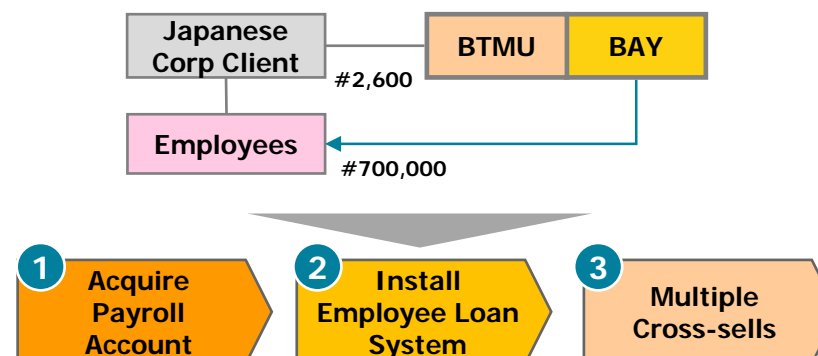 Japanese
Corp Client
BTMU
BAY
#2,600
Employees
#700,000
1
Acquire
Payroll
Account
2
Install
Employee Loan
System
3
Multiple
Cross-sells